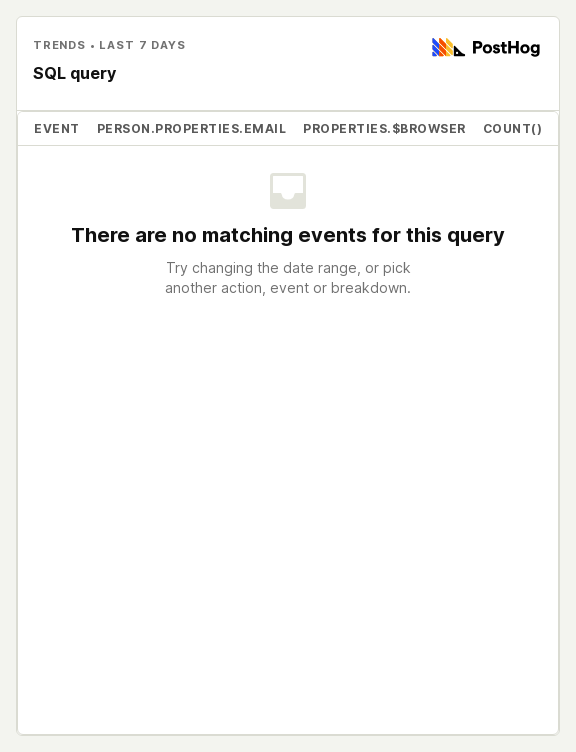 TRENDS • LAST 7 DAYS
PostHog
SQL query
EVENT PERSON.PROPERTIES.EMAIL PROPERTIES.$BROWSER COUNT()
There are no matching events for this query
Try changing the date range, or pick
another action, event or breakdown.